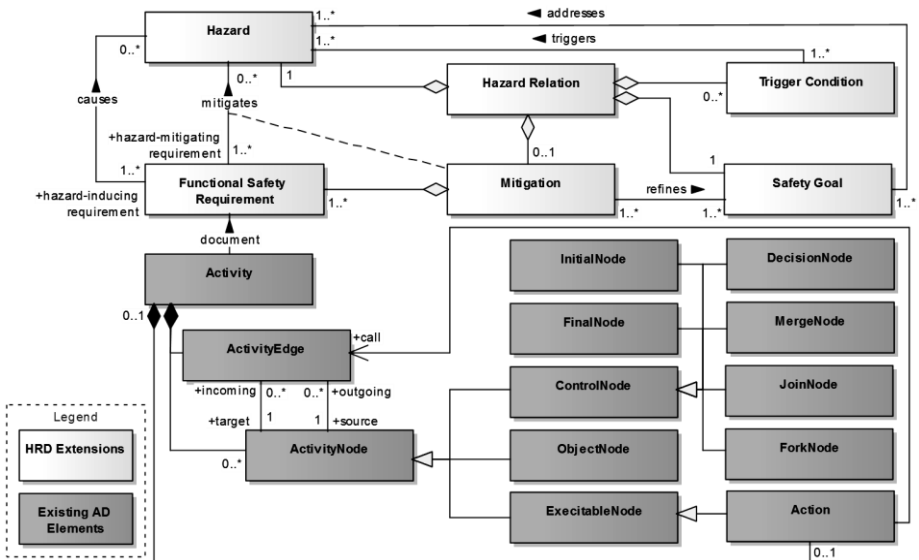 1..*
◄ addresses
Hazard
1..*
◄ triggers
0..*
1..*
0..*
1
Hazard Relation
Trigger Condition
causes
mitigates
0..*
+hazard-mitigating
requirement
1..*
0..1
1
1..*
Functional Safety
Requirement
Mitigation
Safety Goal
+hazard-inducing
requirement
1..*
refines ►
1..*
1..*
1..*
document
Activity
InitialNode
DecisionNode
0..1
FinalNode
MergeNode
ActivityEdge
+call
+incoming
0..*
0..*
+outgoing
ControlNode
JoinNode
Legend
+target
1
1
+source
HRD Extensions
ActivityNode
ObjectNode
ForkNode
0..*
Existing AD
Elements
ExecitableNode
Action
0..1